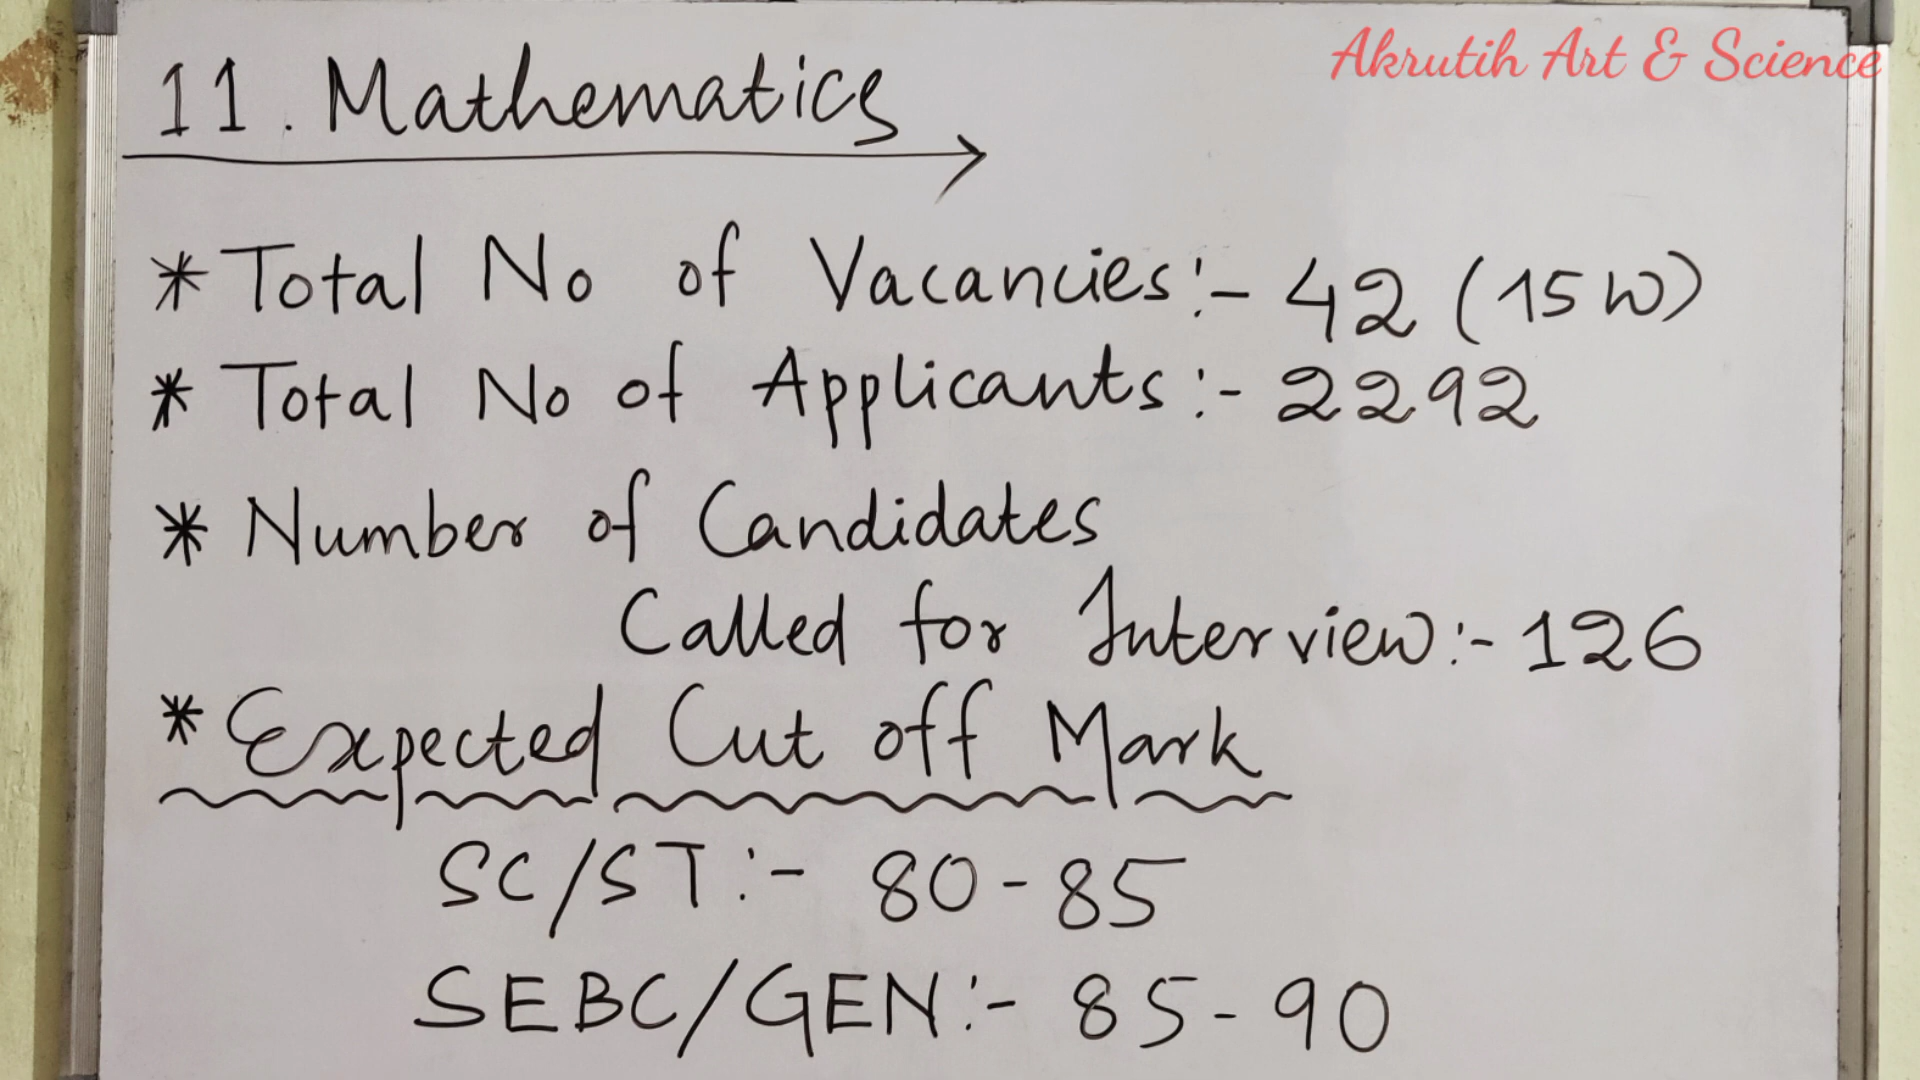 Akrutih Art & Science
11. Mathematics
* Total No of Vacancies:- 42 (15 W)
* Total No of Applicants:- 2292
* Number of Candidates
Called for Interview:- 126
* Expected Cut off Mark
SC/ST:- 80-85
SEBC/GEN:- 85-90